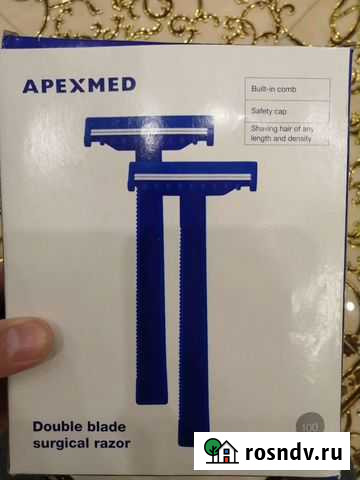 APEXMED
Built-in comb
Safety cap
Shaving hair of any
length and density
Double blade
surgical razor
100
rosndv.ru